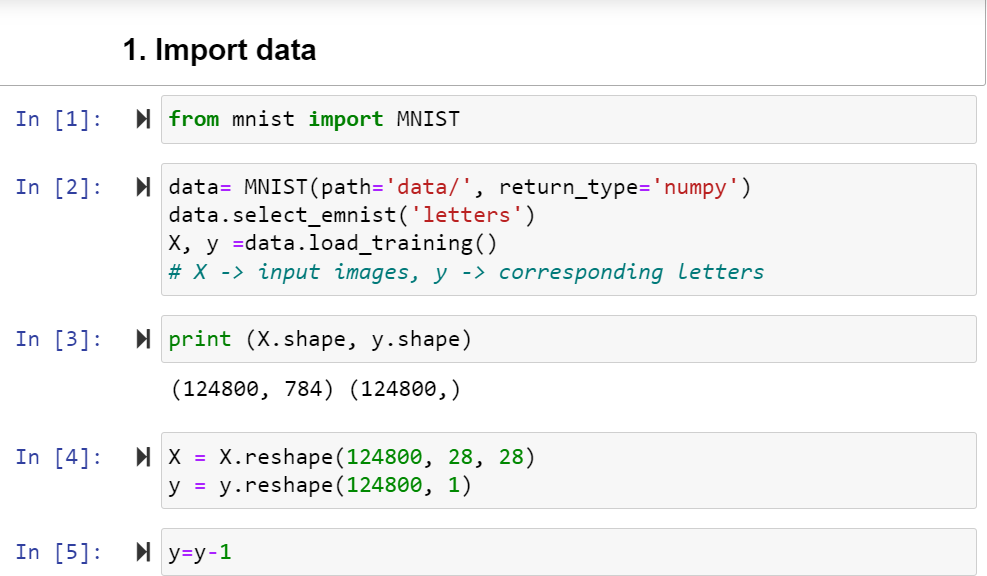 1. Import data
In [1]: from mnist import MNIST
In [2]: data= MNIST(path='data/', return_type='numpy')
data.select_emnist('letters')
X, y =data.load_training()
# X -> input images, y -> corresponding letters
In [3]: print (X.shape, y.shape)
(124800, 784) (124800,)
In [4]: X = X.reshape(124800, 28, 28)
y = y.reshape(124800, 1)
In [5]: y=y-1